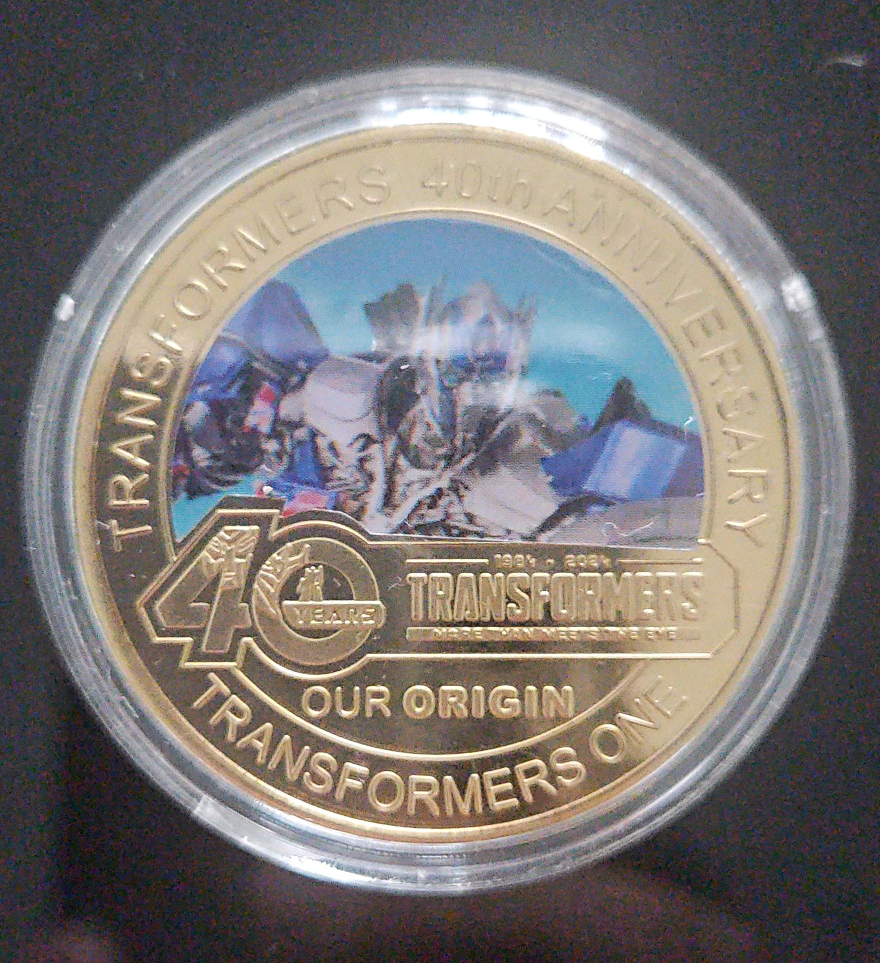 TRANSFORMERS 40th ANNIVERSARY
40
YEARS
1984 - 2024
TRANSFORMERS
MORE THAN MEETS THE EYE
OUR ORIGIN
TRANSFORMERS ONE